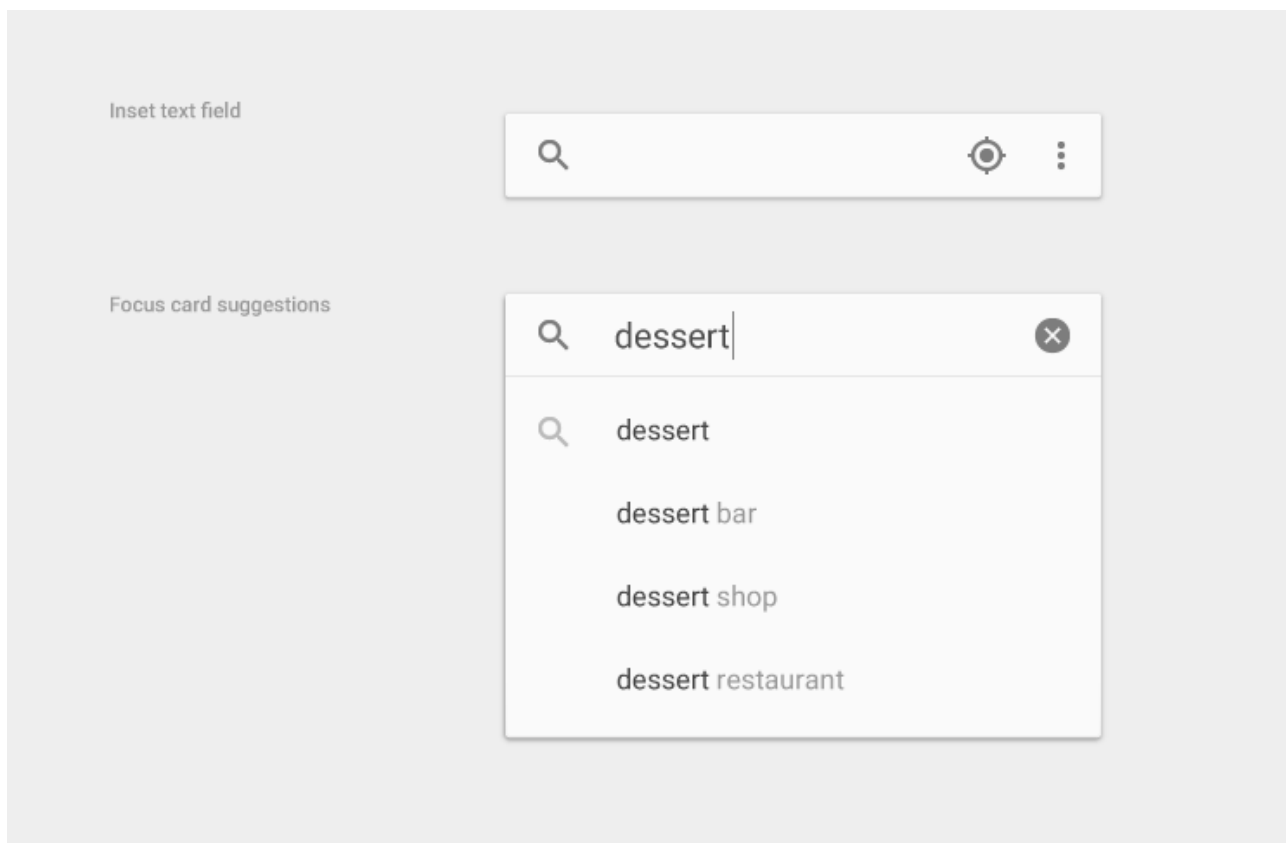 Inset text field
Focus card suggestions
dessert
dessert
dessert bar
dessert shop
dessert restaurant